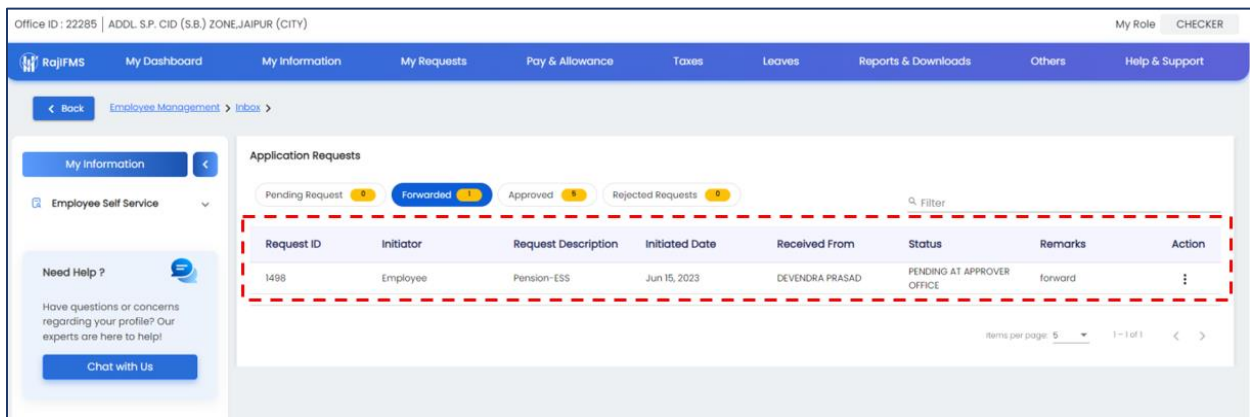 Office ID : 22285 | ADDL. S.P. CID (S.B.) ZONE,JAIPUR (CITY) My Role CHECKER
RajIFMS My Dashboard My Information My Requests Pay & Allowance Taxes Leaves Reports & Downloads Others Help & Support
< Back Employee Management > Inbox >
My Information <
Employee Self Service
Need Help ?
Have questions or concerns
regarding your profile? Our
experts are here to help!
Chat with Us
Application Requests
Pending Request 0 Forwarded 1 Approved 5 Rejected Requests 0 Filter
Request ID Initiator Request Description Initiated Date Received From Status Remarks Action
1498 Employee Pension-ESS Jun 15, 2023 DEVENDRA PRASAD PENDING AT APPROVER forward
OFFICE
Items per page: 5 1 – 1 of 1 < >